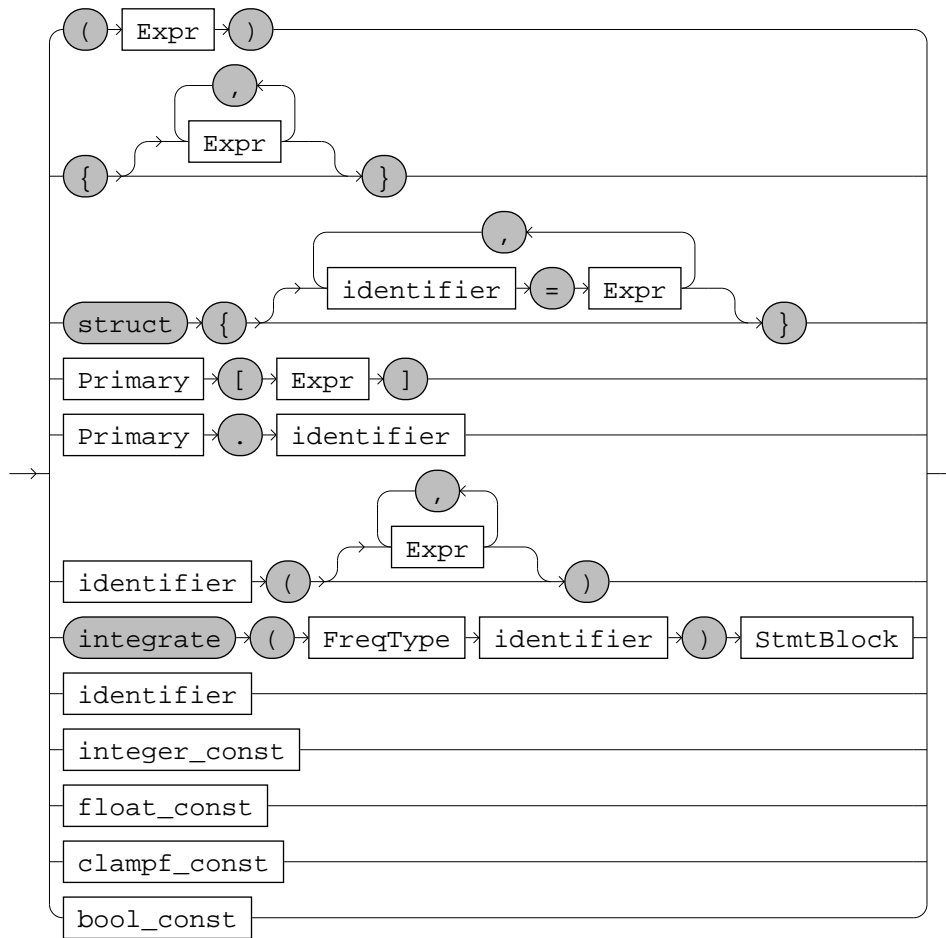 ( Expr )
,
Expr
{ }
,
identifier = Expr
struct { }
Primary [ Expr ]
Primary . identifier
,
Expr
identifier ( )
integrate ( FreqType identifier ) StmtBlock
identifier
integer_const
float_const
clampf_const
bool_const